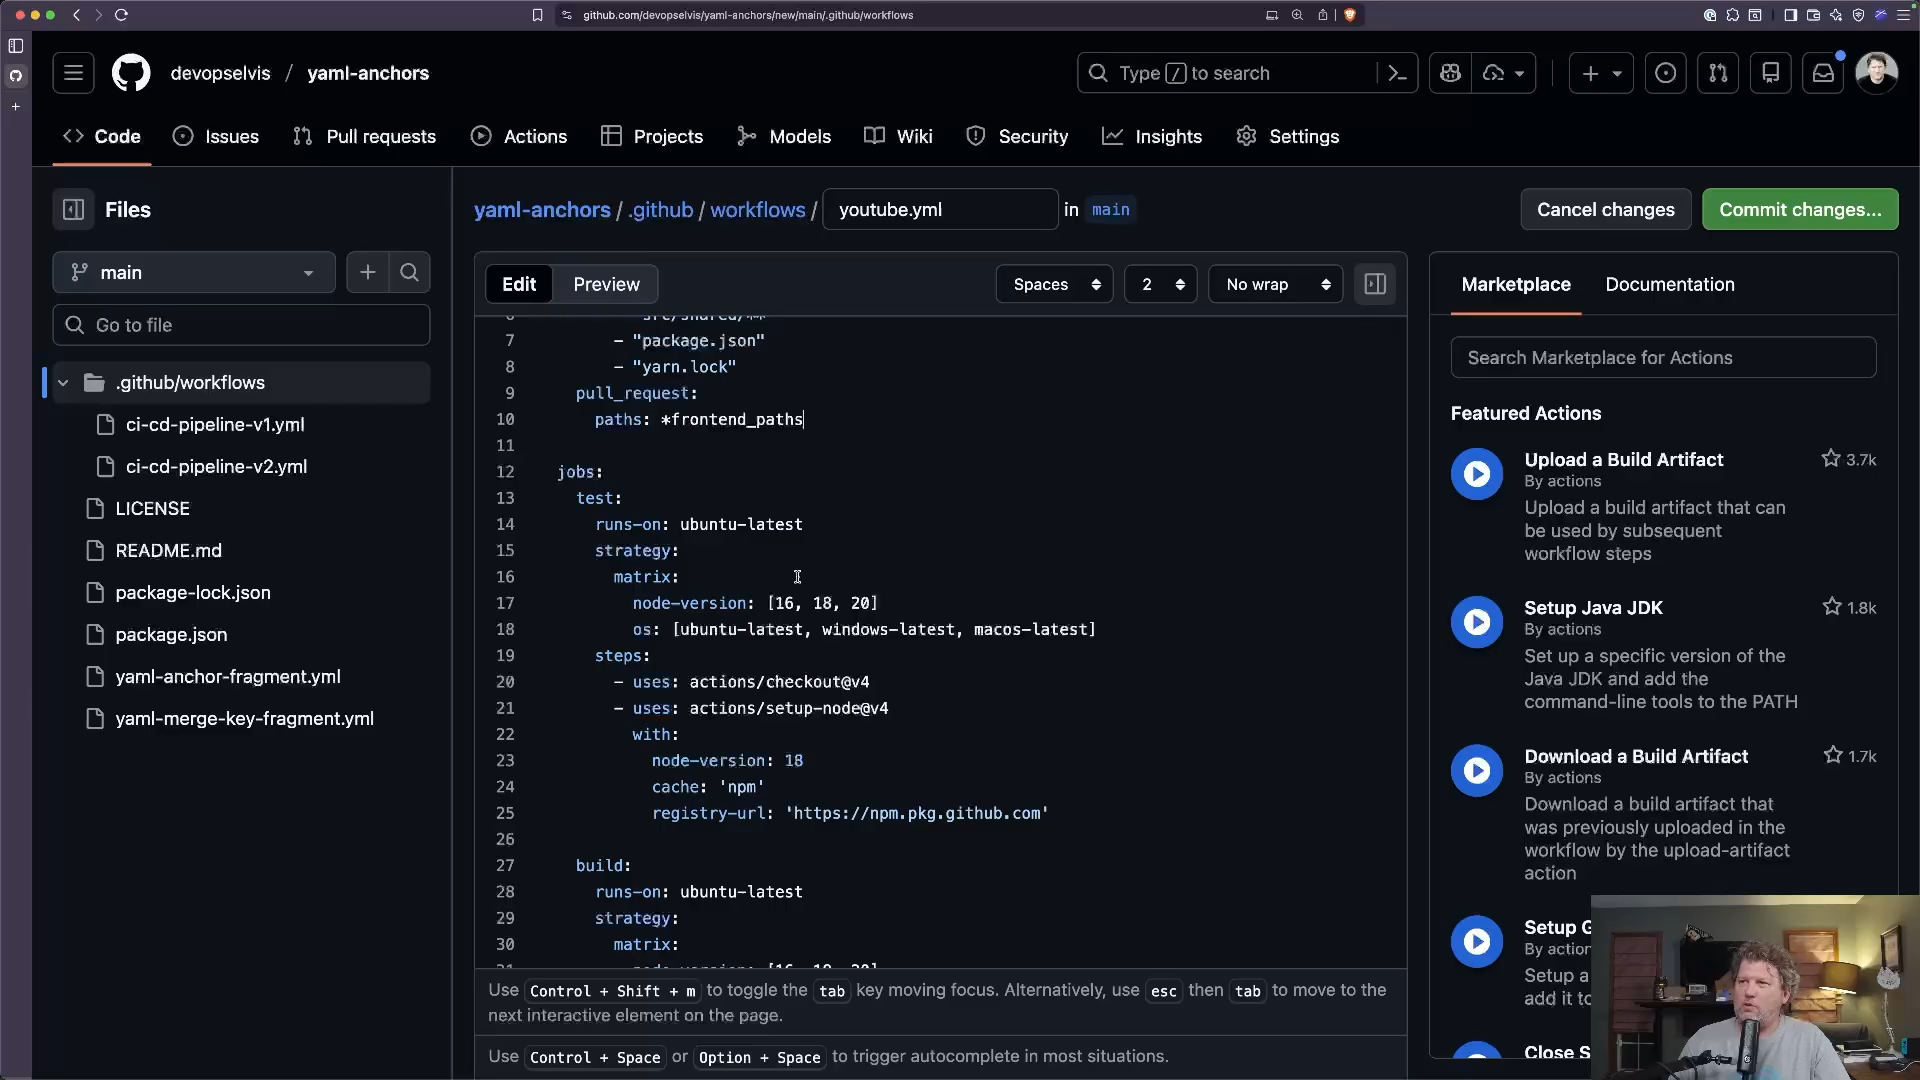 github.com/devopselvis/yaml-anchors/new/main/.github/workflows
devopselvis / yaml-anchors
Type / to search
Code
Issues
Pull requests
Actions
Projects
Models
Wiki
Security
Insights
Settings
Files
main
Go to file
.github/workflows
ci-cd-pipeline-v1.yml
ci-cd-pipeline-v2.yml
LICENSE
README.md
package-lock.json
package.json
yaml-anchor-fragment.yml
yaml-merge-key-fragment.yml
yaml-anchors / .github / workflows / youtube.yml in main
Cancel changes
Commit changes...
Edit
Preview
Spaces
2
No wrap
7 - "package.json"
8 - "yarn.lock"
9 pull_request:
10 paths: *frontend_paths
11
12 jobs:
13 test:
14 runs-on: ubuntu-latest
15 strategy:
16 matrix:
17 node-version: [16, 18, 20]
18 os: [ubuntu-latest, windows-latest, macos-latest]
19 steps:
20 - uses: actions/checkout@v4
21 - uses: actions/setup-node@v4
22 with:
23 node-version: 18
24 cache: 'npm'
25 registry-url: 'https://npm.pkg.github.com'
26
27 build:
28 runs-on: ubuntu-latest
29 strategy:
30 matrix:
Use Control + Shift + m to toggle the tab key moving focus. Alternatively, use esc then tab to move to the
next interactive element on the page.
Use Control + Space or Option + Space to trigger autocomplete in most situations.
Marketplace
Documentation
Search Marketplace for Actions
Featured Actions
Upload a Build Artifact
3.7k
By actions
Upload a build artifact that can
be used by subsequent
workflow steps
Setup Java JDK
1.8k
By actions
Set up a specific version of the
Java JDK and add the
command-line tools to the PATH
Download a Build Artifact
1.7k
By actions
Download a build artifact that
was previously uploaded in the
workflow by the upload-artifact
action
Setup
By
Setup a
add it
Close